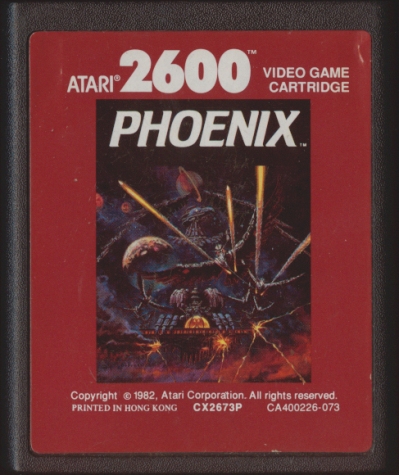 ATARI® 2600™ VIDEO GAME
CARTRIDGE
PHOENIX™
Copyright © 1982, Atari Corporation. All rights reserved.
PRINTED IN HONG KONG CX2673P CA400226-073